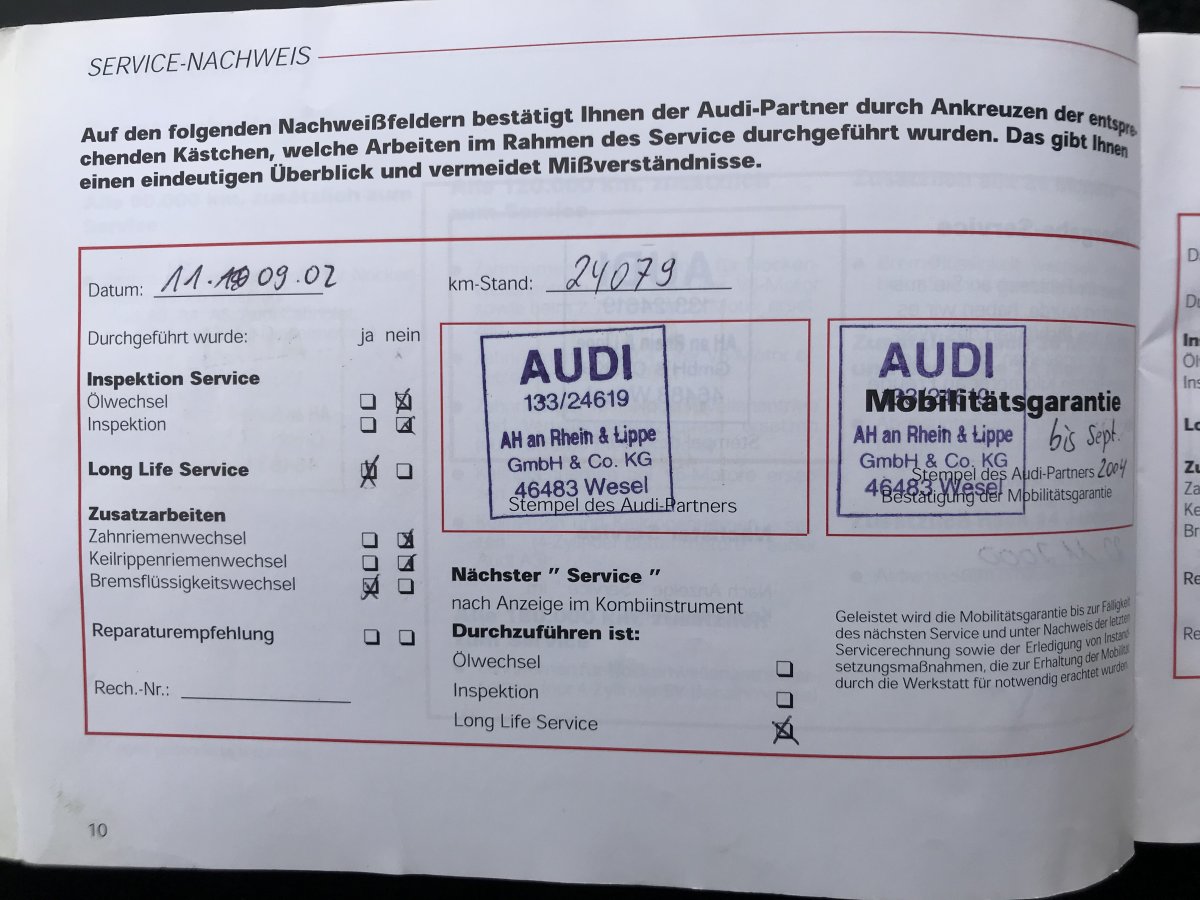 SERVICE-NACHWEIS
Auf den folgenden Nachweißfeldern bestätigt Ihnen der Audi-Partner durch Ankreuzen der entspre-
chenden Kästchen, welche Arbeiten im Rahmen des Service durchgeführt wurden. Das gibt Ihnen
einen eindeutigen Überblick und vermeidet Mißverständnisse.
Datum: 11. 09.02
km-Stand: 24079
Durchgeführt wurde: ja nein
Inspektion Service
Ölwechsel
Inspektion
Long Life Service
Zusatzarbeiten
Zahnriemenwechsel
Keilrippenriemenwechsel
Bremsflüssigkeitswechsel
Reparaturempfehlung
Rech.-Nr.:
AUDI
133/24619
AH an Rhein & Lippe
GmbH & Co. KG
46483 Wesel
Stempel des Audi-Partners
AUDI
133/24619
Mobilitätsgarantie
AH an Rhein & Lippe
bis Sept.
GmbH & Co. KG
2004
Stempel des Audi-Partners
46483 Wesel
Bestätigung der Mobilitätsgarantie
Nächster " Service "
nach Anzeige im Kombiinstrument
Durchzuführen ist:
Ölwechsel
Inspektion
Long Life Service
Geleistet wird die Mobilitätsgarantie bis zur Fälligkeit
des nächsten Service und unter Nachweis der letzten
Servicerechnung sowie der Erledigung von Instand-
setzungsmaßnahmen, die zur Erhaltung der Mobilität
durch die Werkstatt für notwendig erachtet wurden.
10